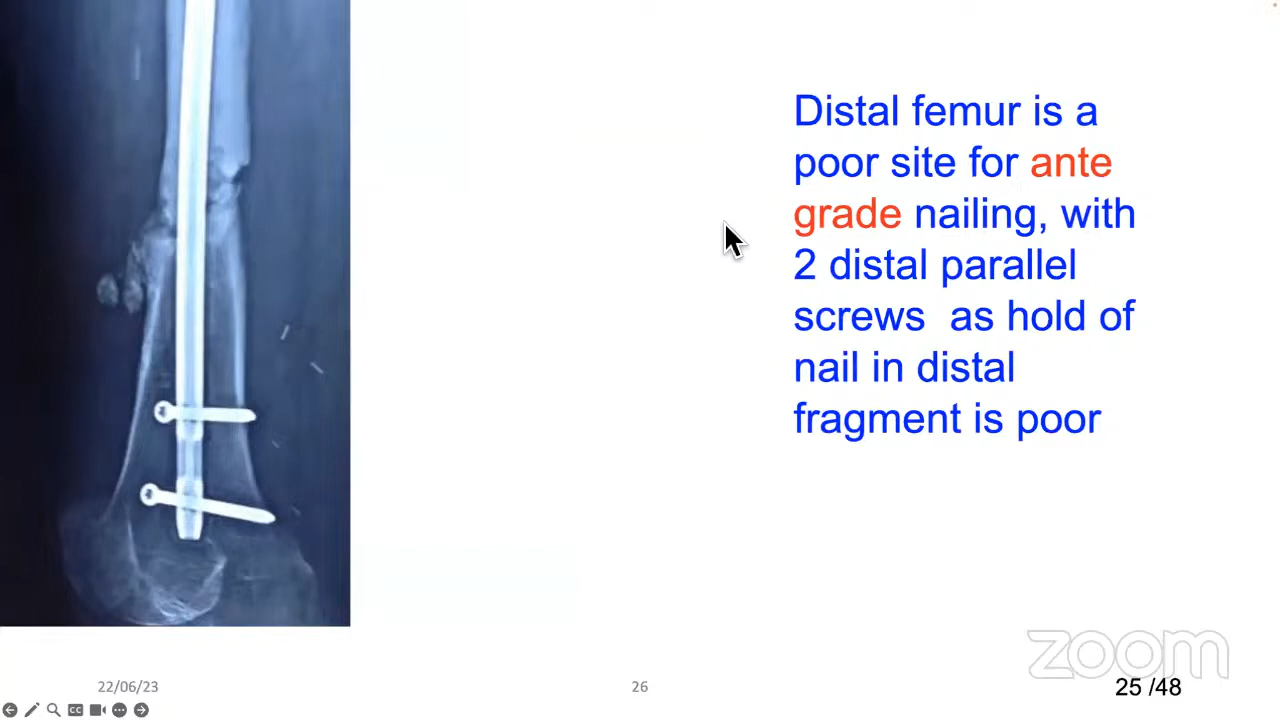 Distal femur is a
poor site for ante
grade nailing, with
2 distal parallel
screws  as hold of
nail in distal
fragment is poor
zoom
22/06/23
26
25 /48
CC